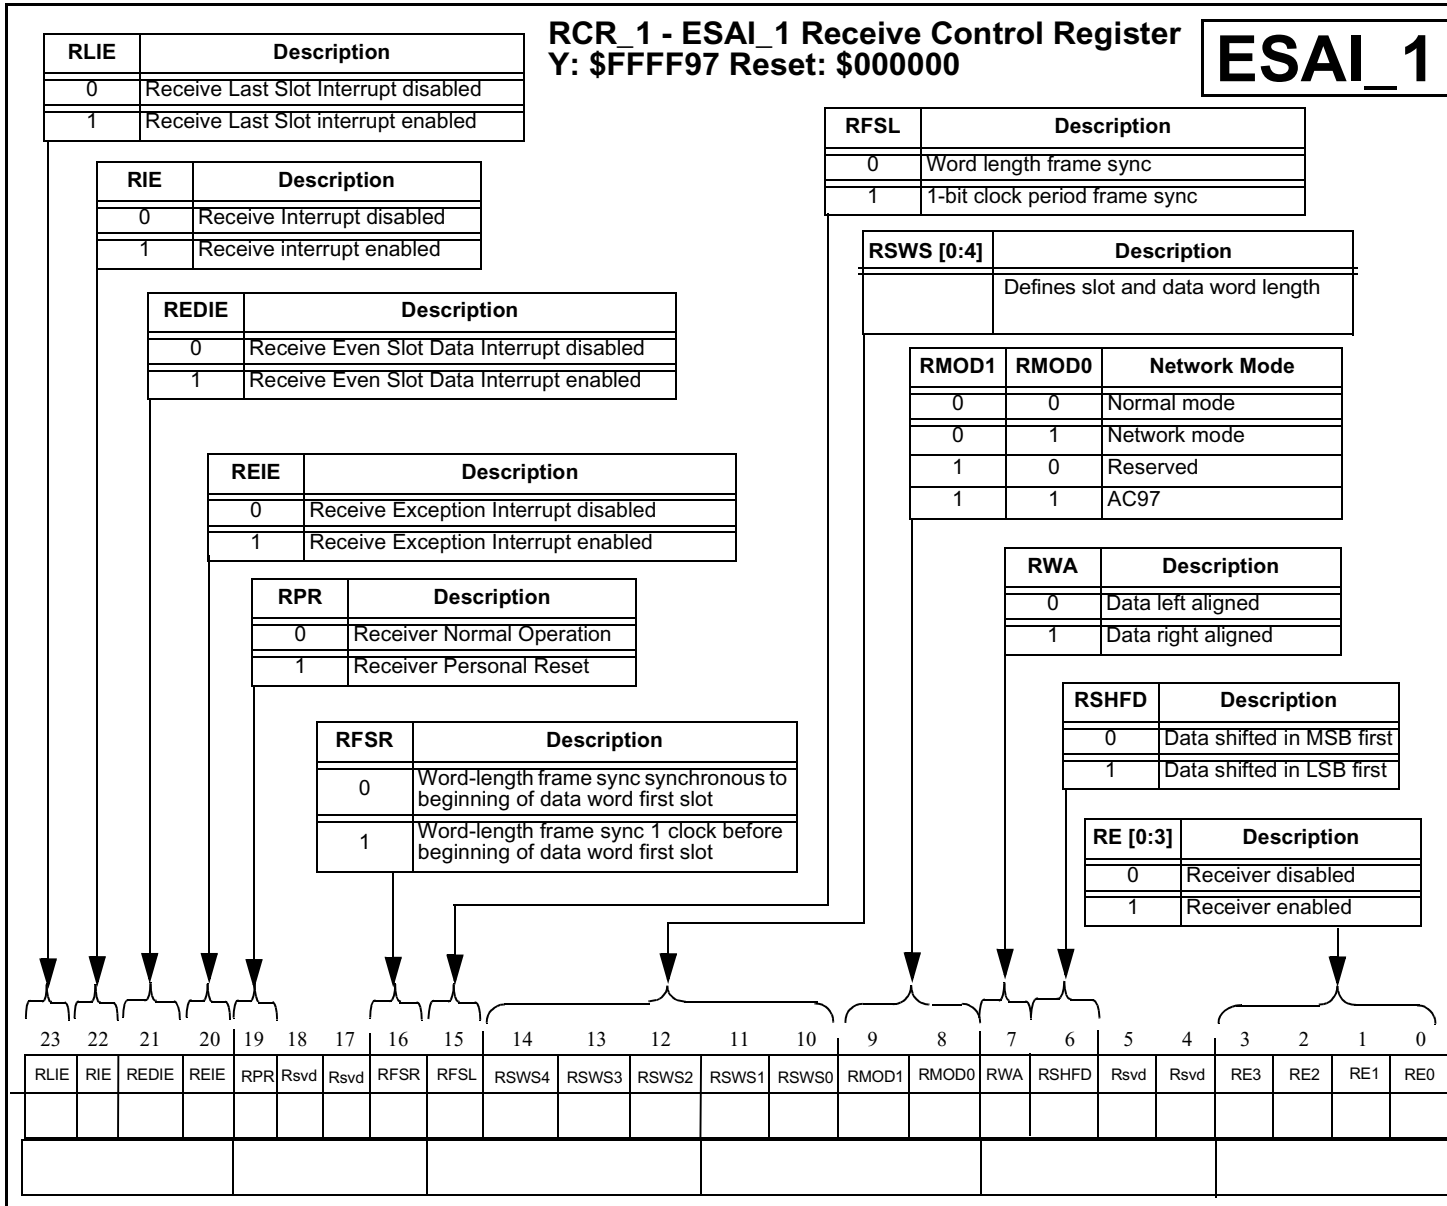 RCR_1 - ESAI_1 Receive Control Register
Y: $FFFF97 Reset: $000000
ESAI_1
RLIE Description
0 Receive Last Slot Interrupt disabled
1 Receive Last Slot interrupt enabled
RIE Description
0 Receive Interrupt disabled
1 Receive interrupt enabled
REDIE Description
0 Receive Even Slot Data Interrupt disabled
1 Receive Even Slot Data Interrupt enabled
REIE Description
0 Receive Exception Interrupt disabled
1 Receive Exception Interrupt enabled
RPR Description
0 Receiver Normal Operation
1 Receiver Personal Reset
RFSR Description
0 Word-length frame sync synchronous to
beginning of data word first slot
1 Word-length frame sync 1 clock before
beginning of data word first slot
RFSL Description
0 Word length frame sync
1 1-bit clock period frame sync
RSWS [0:4] Description
Defines slot and data word length
RMOD1 RMOD0 Network Mode
0 0 Normal mode
0 1 Network mode
1 0 Reserved
1 1 AC97
RWA Description
0 Data left aligned
1 Data right aligned
RSHFD Description
0 Data shifted in MSB first
1 Data shifted in LSB first
RE [0:3] Description
0 Receiver disabled
1 Receiver enabled
23 22 21 20 19 18 17 16 15 14 13 12 11 10 9 8 7 6 5 4 3 2 1 0
RLIE RIE REDIE REIE RPR Rsvd Rsvd RFSR RFSL RSWS4 RSWS3 RSWS2 RSWS1 RSWS0 RMOD1 RMOD0 RWA RSHFD Rsvd Rsvd RE3 RE2 RE1 RE0